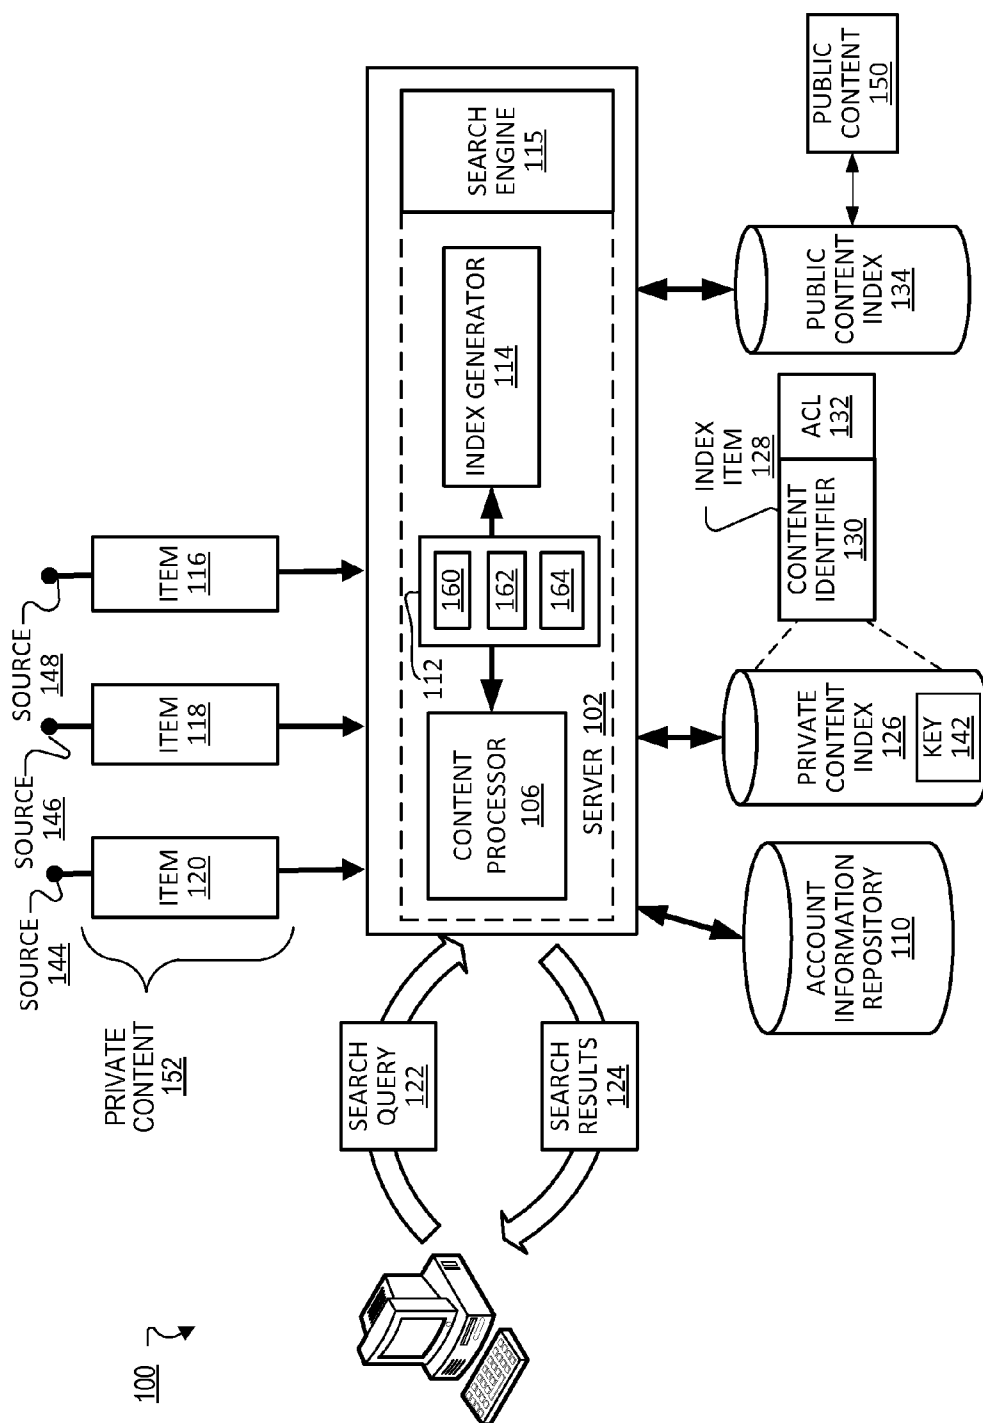 100
PRIVATE
CONTENT
152
SOURCE
144
SOURCE
146
SOURCE
148
ITEM
120
ITEM
118
ITEM
116
SEARCH
QUERY
122
SEARCH
RESULTS
124
CONTENT
PROCESSOR
106
SERVER 102
112
160
162
164
INDEX GENERATOR
114
SEARCH
ENGINE
115
ACCOUNT
INFORMATION
REPOSITORY
110
PRIVATE
CONTENT
INDEX
126
KEY
142
INDEX
ITEM
128
CONTENT
IDENTIFIER
130
ACL
132
PUBLIC
CONTENT
INDEX
134
PUBLIC
CONTENT
150